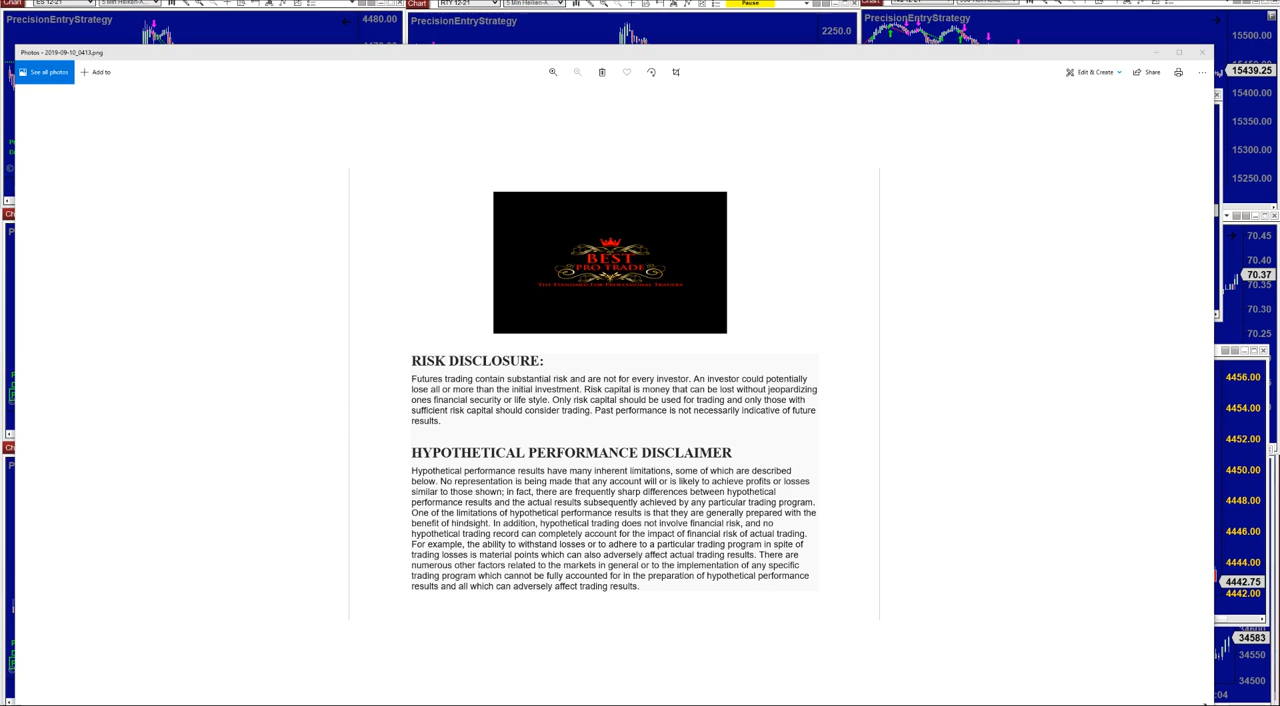 Chart
ES 12-21
Chart
RTY 12-21
Pause
Chart
PrecisionEntryStrategy
4480.00
PrecisionEntryStrategy
2250.0
PrecisionEntryStrategy
15500.00
15439.25
15400.00
15350.00
15300.00
15250.00
Photos - 2019-09-10_0413.png
See all photos
Add to
Edit & Create
Share
BEST
PRO TRADE
THE STANDARD FOR PROFESSIONAL TRADERS
RISK DISCLOSURE:
Futures trading contain substantial risk and are not for every investor. An investor could potentially
lose all or more than the initial investment. Risk capital is money that can be lost without jeopardizing
ones financial security or life style. Only risk capital should be used for trading and only those with
sufficient risk capital should consider trading. Past performance is not necessarily indicative of future
results.
HYPOTHETICAL PERFORMANCE DISCLAIMER
Hypothetical performance results have many inherent limitations, some of which are described
below. No representation is being made that any account will or is likely to achieve profits or losses
similar to those shown; in fact, there are frequently sharp differences between hypothetical
performance results and the actual results subsequently achieved by any particular trading program.
One of the limitations of hypothetical performance results is that they are generally prepared with the
benefit of hindsight. In addition, hypothetical trading does not involve financial risk, and no
hypothetical trading record can completely account for the impact of financial risk of actual trading.
For example, the ability to withstand losses or to adhere to a particular trading program in spite of
trading losses is material points which can also adversely affect actual trading results. There are
numerous other factors related to the markets in general or to the implementation of any specific
trading program which cannot be fully accounted for in the preparation of hypothetical performance
results and all which can adversely affect trading results.
70.45
70.40
70.37
70.35
70.30
70.25
4456.00
4454.00
4452.00
4450.00
4448.00
4446.00
4444.00
4442.75
4442.00
34583
34550
34500
:04